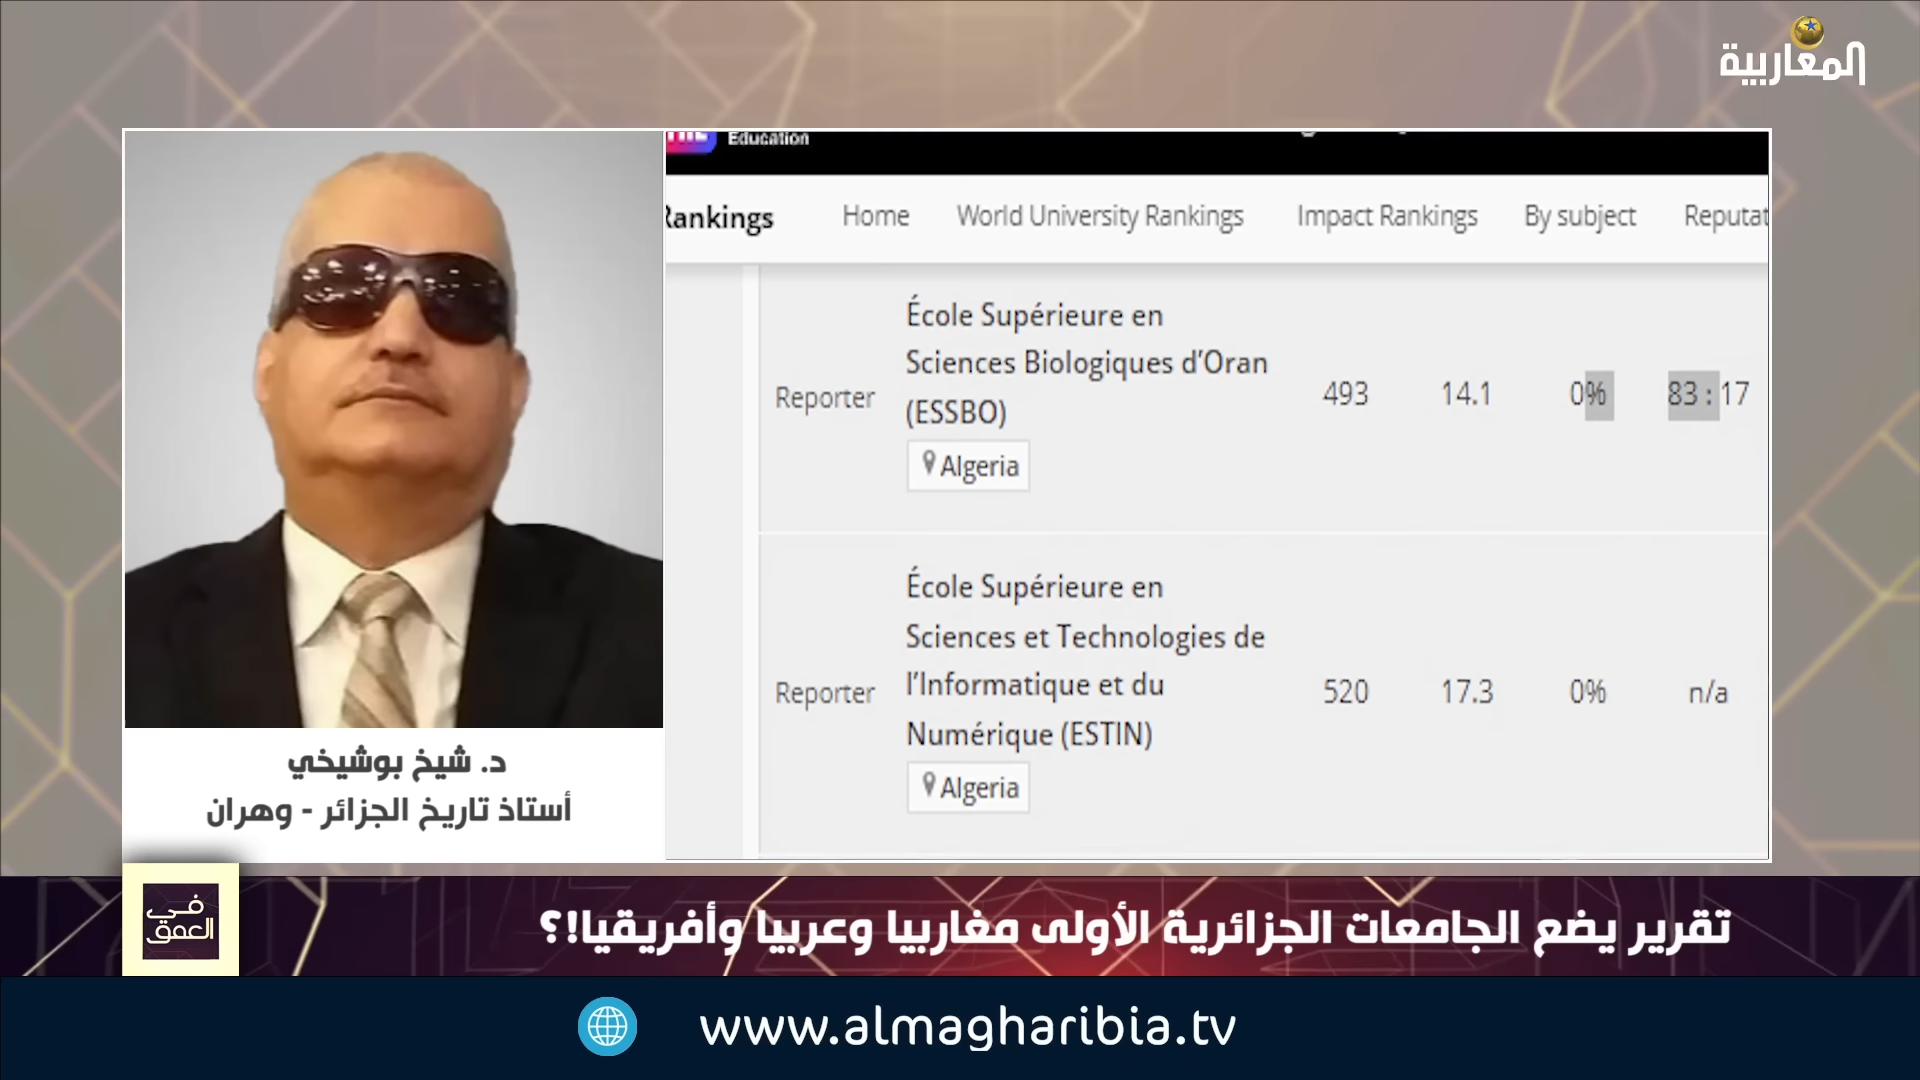 المغاربية
Education
Rankings Home World University Rankings Impact Rankings By subject Reputat
École Supérieure en
Sciences Biologiques d’Oran
(ESSBO)
Reporter 493 14.1 0% 83 : 17
Algeria
École Supérieure en
Sciences et Technologies de
l’Informatique et du
Numérique (ESTIN)
Reporter 520 17.3 0% n/a
Algeria
د. شيخ بوشيخي
أستاذ تاريخ الجزائر - وهران
في
العمق
تقرير يضع الجامعات الجزائرية الأولى مغاربيا وعربيا وأفريقيا!؟
www.almagharibia.tv